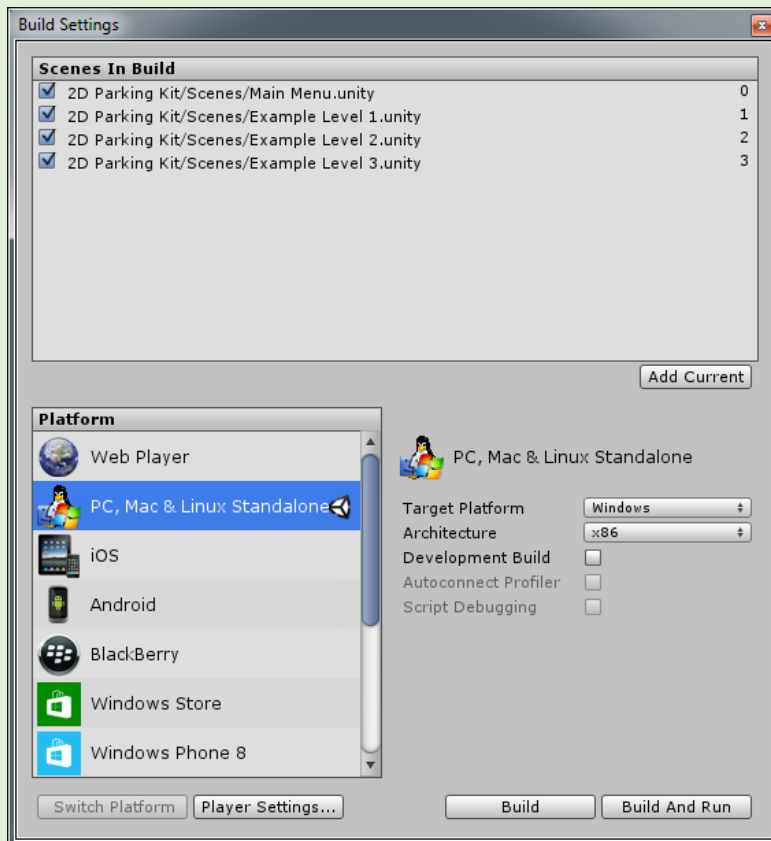 Build Settings
Scenes In Build
2D Parking Kit/Scenes/Main Menu.unity 0
2D Parking Kit/Scenes/Example Level 1.unity 1
2D Parking Kit/Scenes/Example Level 2.unity 2
2D Parking Kit/Scenes/Example Level 3.unity 3
Add Current
Platform
Web Player
PC, Mac & Linux Standalone
iOS
Android
BlackBerry
Windows Store
Windows Phone 8
PC, Mac & Linux Standalone
Target Platform Windows
Architecture x86
Development Build
Autoconnect Profiler
Script Debugging
Switch Platform Player Settings... Build Build And Run